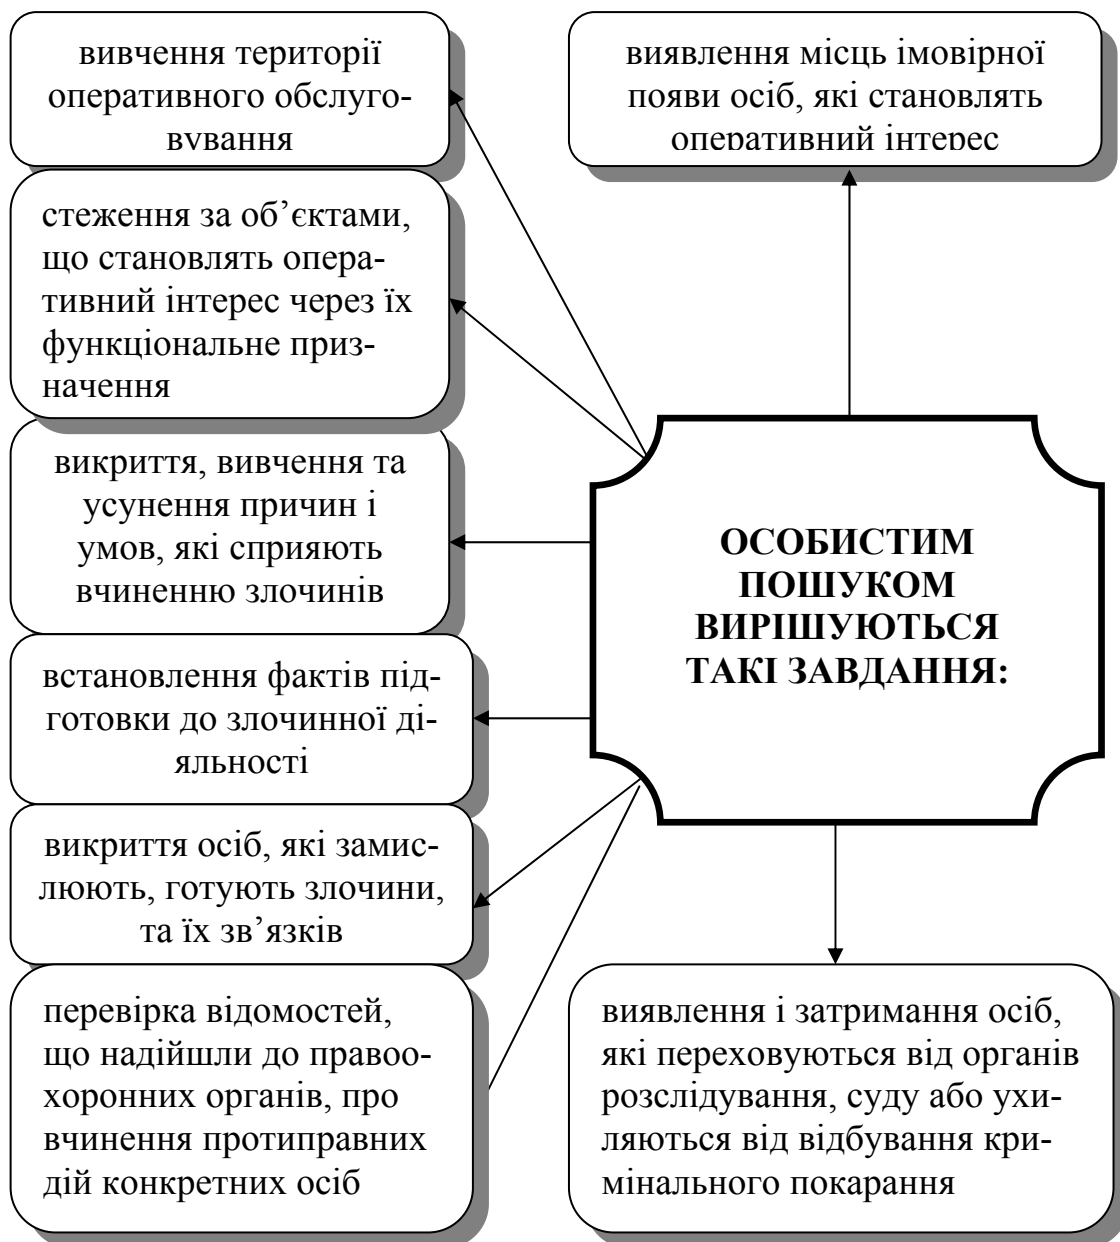 вивчення території
оперативного обслуго-
вування
виявлення місць імовірної
появи осіб, які становлять
оперативний інтерес
стеження за об’єктами,
що становлять опера-
тивний інтерес через їх
функціональне приз-
начення
викриття, вивчення та
усунення причин і
умов, які сприяють
вчиненню злочинів
ОСОБИСТИМ
ПОШУКОМ
ВИРІШУЮТЬСЯ
ТАКІ ЗАВДАННЯ:
встановлення фактів під-
готовки до злочинної ді-
яльності
викриття осіб, які замис-
люють, готують злочини,
та їх зв’язків
перевірка відомостей,
що надійшли до правоо-
хоронних органів, про
вчинення протиправних
дій конкретних осіб
виявлення і затримання осіб,
які переховуються від органів
розслідування, суду або ухи-
ляються від відбування кри-
мінального покарання